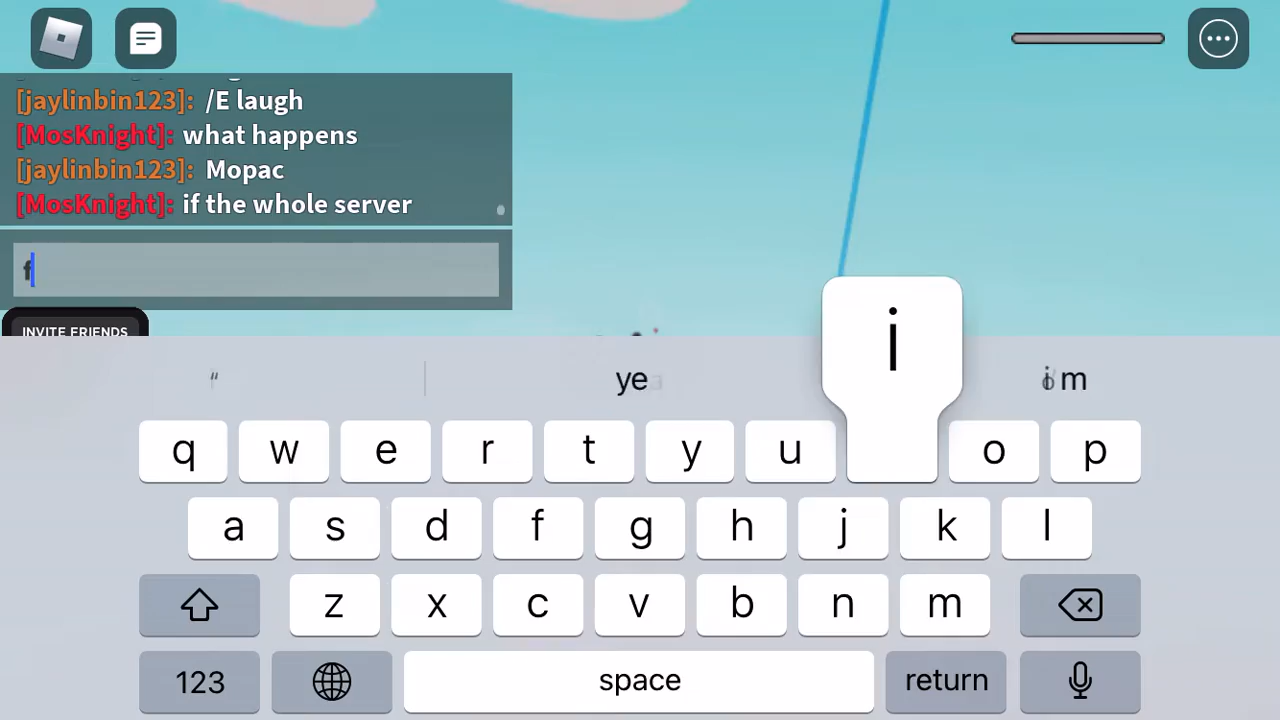 [jaylinbin123]: /E laugh
[MosKnight]: what happens
[jaylinbin123]: Mopac
[MosKnight]: if the whole server
f
INVITE FRIENDS
“ ye i m
i
q w e r t y u o p
a s d f g h j k l
z x c v b n m
123 space return